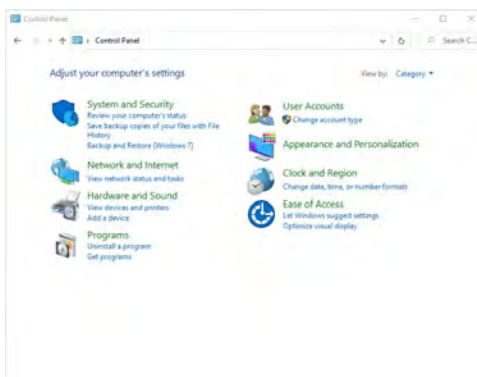 Control Panel
Control Panel
Search C...
Adjust your computer's settings
View by: Category
System and Security
Review your computer's status
Save backup copies of your files with File
History
Backup and Restore (Windows 7)
Network and Internet
View network status and tasks
Hardware and Sound
View devices and printers
Add a device
Programs
Uninstall a program
Get programs
User Accounts
Change account type
Appearance and Personalization
Clock and Region
Change date, time, or number formats
Ease of Access
Let Windows suggest settings
Optimize visual display